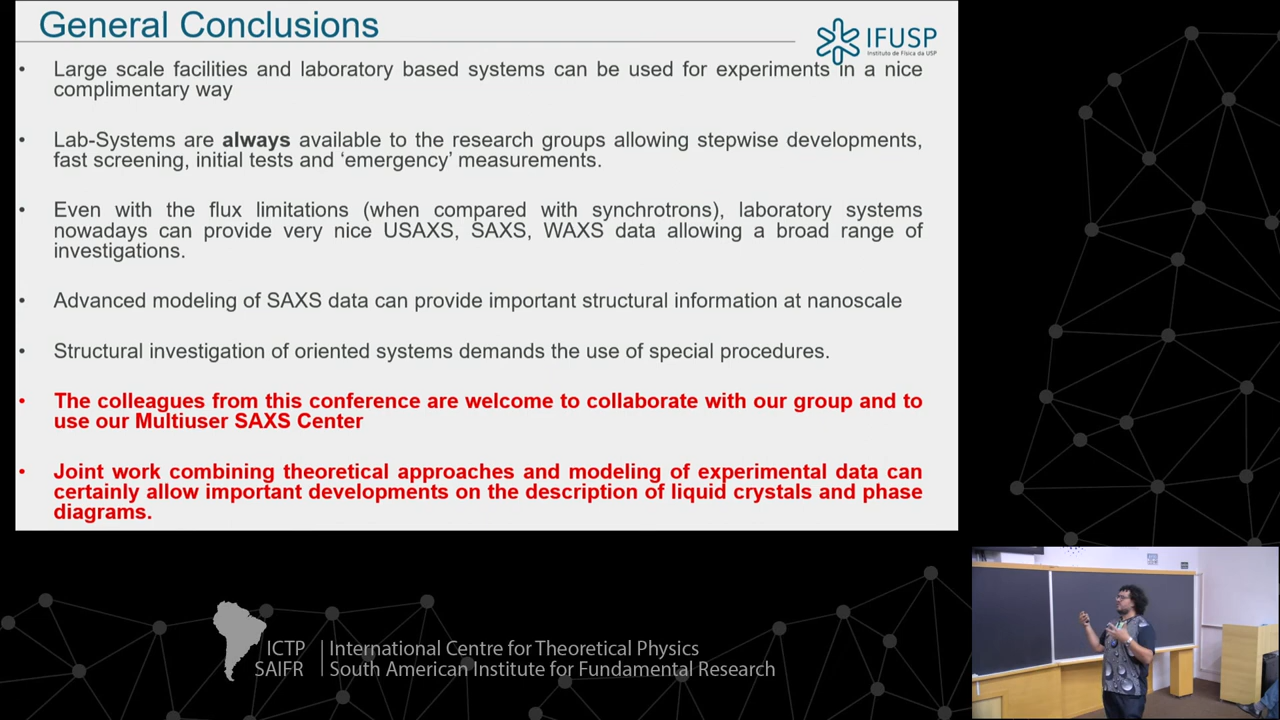 General Conclusions
IFUSP
Instituto de Física da USP
• Large scale facilities and laboratory based systems can be used for experiments in a nice
complimentary way
• Lab-Systems are always available to the research groups allowing stepwise developments,
fast screening, initial tests and ‘emergency’ measurements.
• Even with the flux limitations (when compared with synchrotrons), laboratory systems
nowadays can provide very nice USAXS, SAXS, WAXS data allowing a broad range of
investigations.
• Advanced modeling of SAXS data can provide important structural information at nanoscale
• Structural investigation of oriented systems demands the use of special procedures.
• The colleagues from this conference are welcome to collaborate with our group and to
use our Multiuser SAXS Center
• Joint work combining theoretical approaches and modeling of experimental data can
certainly allow important developments on the description of liquid crystals and phase
diagrams.
ICTP
SAIFR
International Centre for Theoretical Physics
South American Institute for Fundamental Research